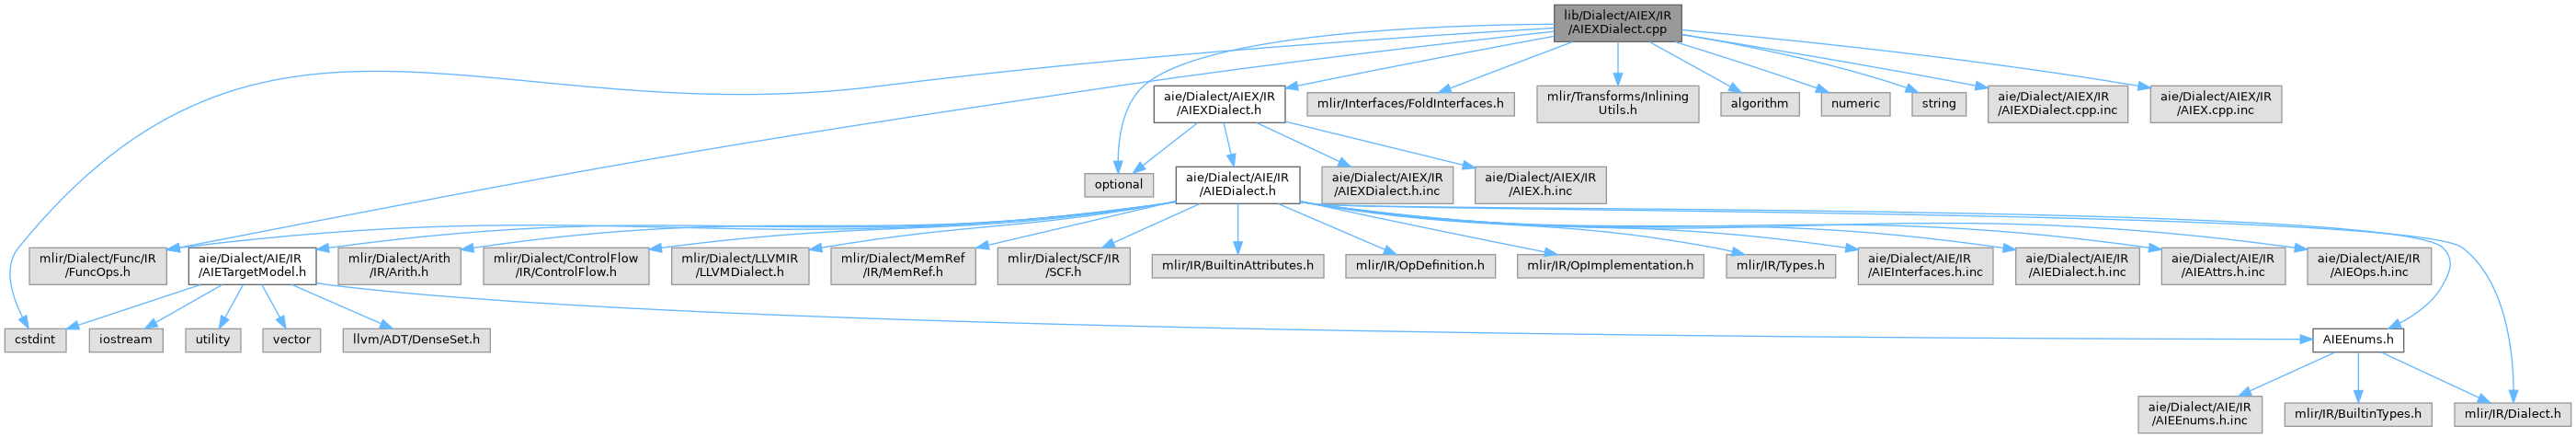 lib/Dialect/AIEX/IR
/AIEXDialect.cpp
aie/Dialect/AIEX/IR
/AIEXDialect.h
mlir/Interfaces/FoldInterfaces.h
mlir/Transforms/Inlining
Utils.h
algorithm
numeric
string
aie/Dialect/AIEX/IR
/AIEXDialect.cpp.inc
aie/Dialect/AIEX/IR
/AIEX.cpp.inc
optional
aie/Dialect/AIE/IR
/AIEDialect.h
aie/Dialect/AIEX/IR
/AIEXDialect.h.inc
aie/Dialect/AIEX/IR
/AIEX.h.inc
mlir/Dialect/Func/IR
/FuncOps.h
aie/Dialect/AIE/IR
/AIETargetModel.h
mlir/Dialect/Arith
/IR/Arith.h
mlir/Dialect/ControlFlow
/IR/ControlFlow.h
mlir/Dialect/LLVMIR
/LLVMDialect.h
mlir/Dialect/MemRef
/IR/MemRef.h
mlir/Dialect/SCF/IR
/SCF.h
mlir/IR/BuiltinAttributes.h
mlir/IR/OpDefinition.h
mlir/IR/OpImplementation.h
mlir/IR/Types.h
aie/Dialect/AIE/IR
/AIEInterfaces.h.inc
aie/Dialect/AIE/IR
/AIEDialect.h.inc
aie/Dialect/AIE/IR
/AIEAttrs.h.inc
aie/Dialect/AIE/IR
/AIEOps.h.inc
cstdint
iostream
utility
vector
llvm/ADT/DenseSet.h
AIEEnums.h
aie/Dialect/AIE/IR
/AIEEnums.h.inc
mlir/IR/BuiltinTypes.h
mlir/IR/Dialect.h